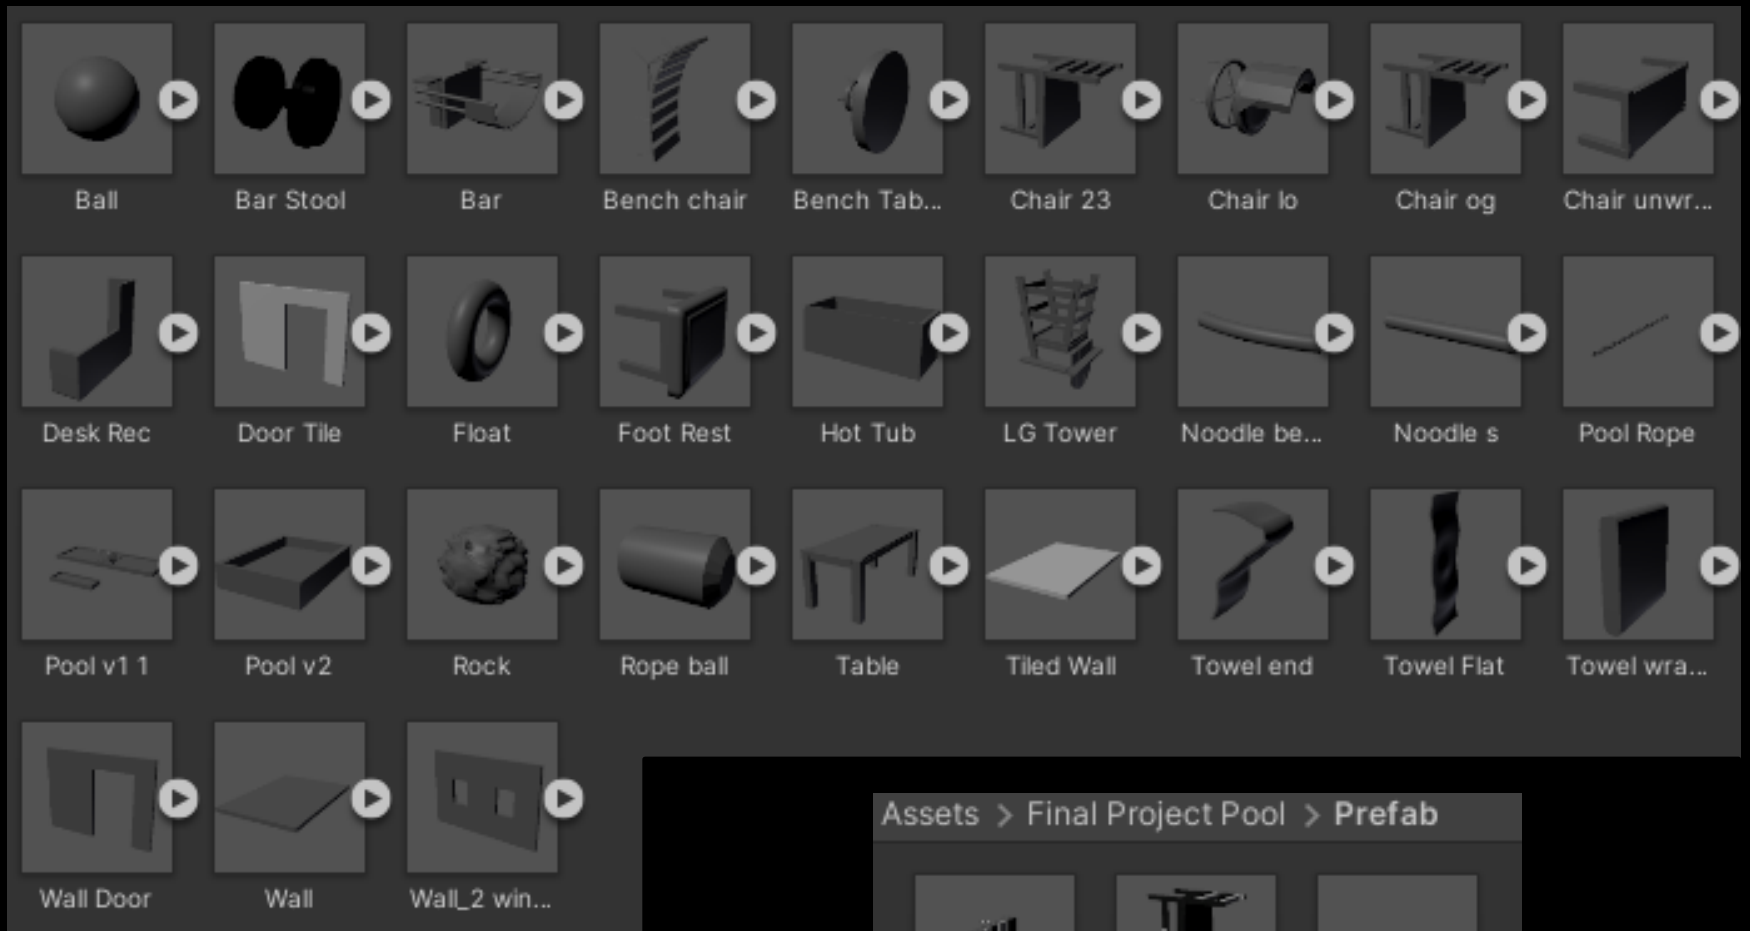 Ball Bar Stool Bar Bench chair Bench Tab... Chair 23 Chair lo Chair og Chair unwr...
Desk Rec Door Tile Float Foot Rest Hot Tub LG Tower Noodle be... Noodle s Pool Rope
Pool v1 1 Pool v2 Rock Rope ball Table Tiled Wall Towel end Towel Flat Towel wra...
Wall Door Wall Wall_2 win...
Assets > Final Project Pool > Prefab